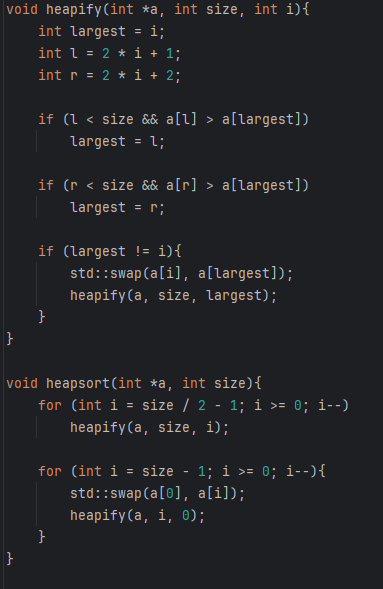 void heapify(int *a, int size, int i){
    int largest = i;
    int l = 2 * i + 1;
    int r = 2 * i + 2;

    if (l < size && a[l] > a[largest])
        largest = l;

    if (r < size && a[r] > a[largest])
        largest = r;

    if (largest != i){
        std::swap(a[i], a[largest]);
        heapify(a, size, largest);
    }
}

void heapsort(int *a, int size){
    for (int i = size / 2 - 1; i >= 0; i--)
        heapify(a, size, i);

    for (int i = size - 1; i >= 0; i--){
        std::swap(a[0], a[i]);
        heapify(a, i, 0);
    }
}